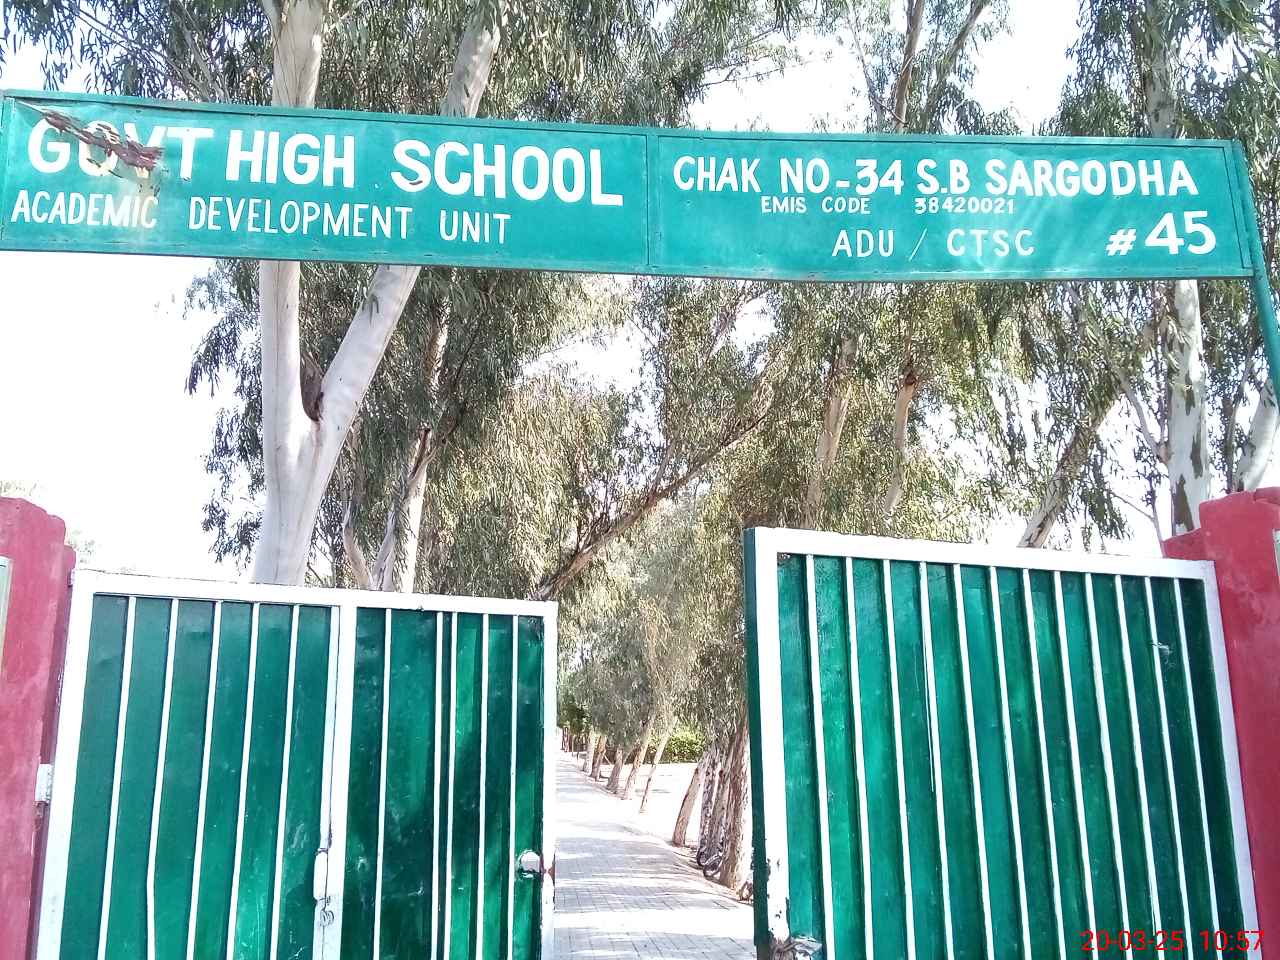 GOVT HIGH SCHOOL
ACADEMIC DEVELOPMENT UNIT
CHAK NO-34 S.B SARGODHA
EMIS CODE 38420021
ADU / CTSC #45
20-03-25 10:57